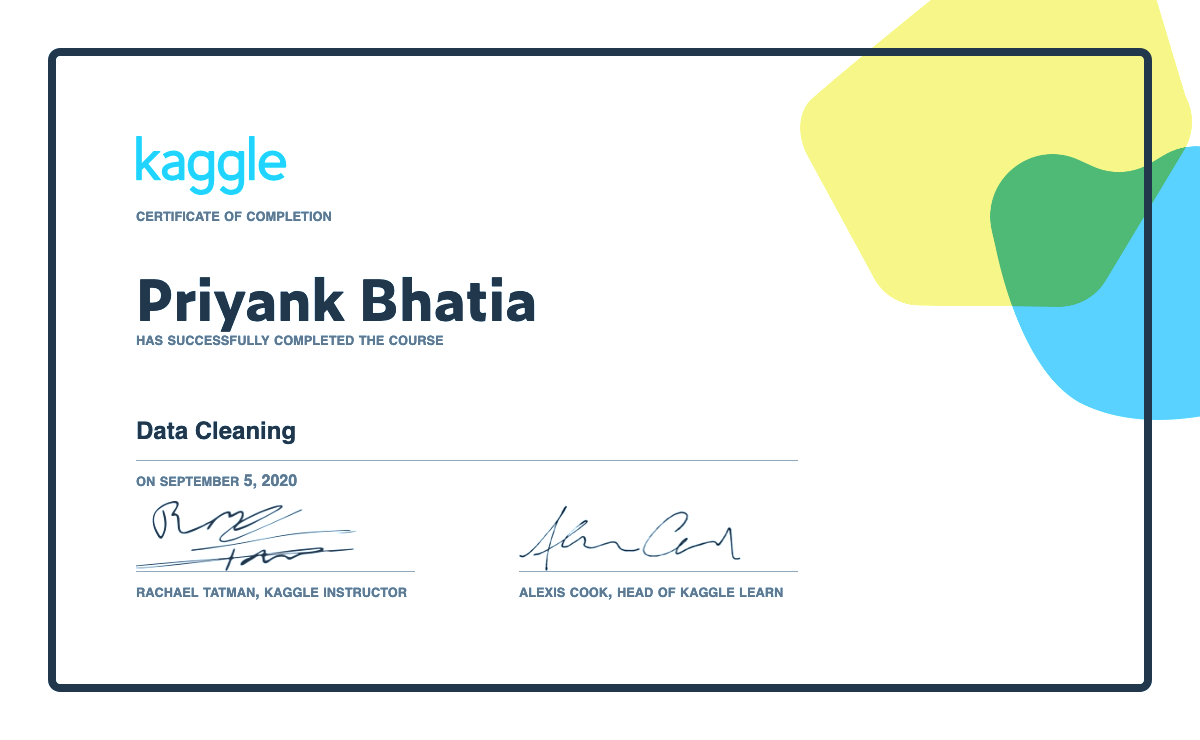 kaggle
CERTIFICATE OF COMPLETION
Priyank Bhatia
HAS SUCCESSFULLY COMPLETED THE COURSE
Data Cleaning
ON SEPTEMBER 5, 2020
RACHAEL TATMAN, KAGGLE INSTRUCTOR
ALEXIS COOK, HEAD OF KAGGLE LEARN